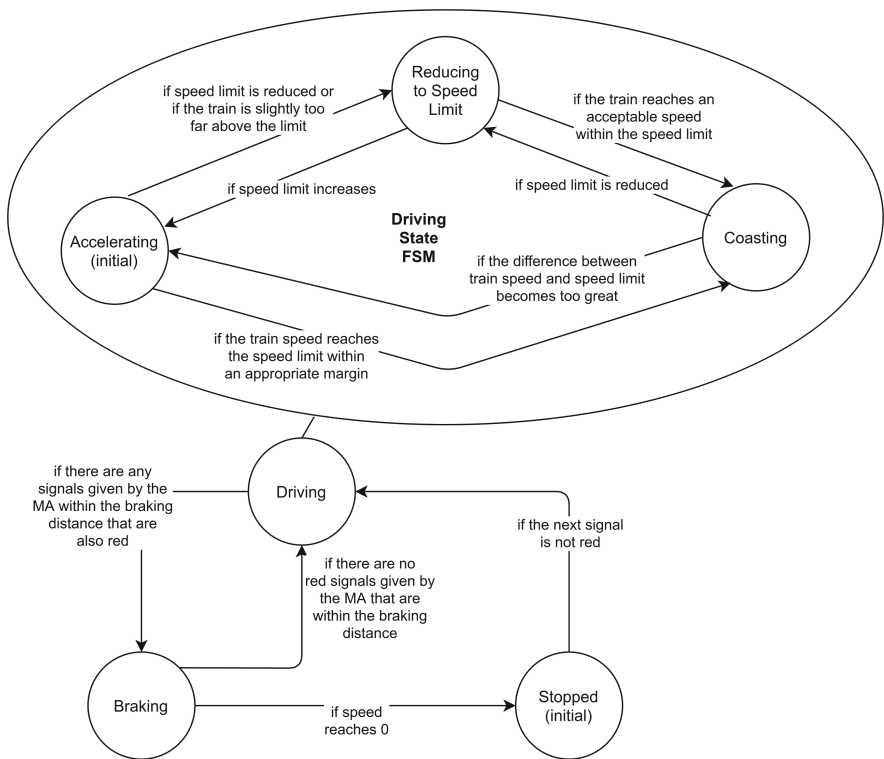 Reducing
to Speed
Limit
if speed limit is reduced or
if the train is slightly too
far above the limit
if the train reaches an
acceptable speed
within the speed limit
if speed limit increases
if speed limit is reduced
Driving
State
FSM
Accelerating
(initial)
Coasting
if the difference between
train speed and speed limit
becomes too great
if the train speed reaches
the speed limit within
an appropriate margin
Driving
if there are any
signals given by the
MA within the braking
distance that are
also red
if the next signal
is not red
if there are no
red signals given by
the MA that are
within the braking
distance
Braking
if speed
reaches 0
Stopped
(initial)